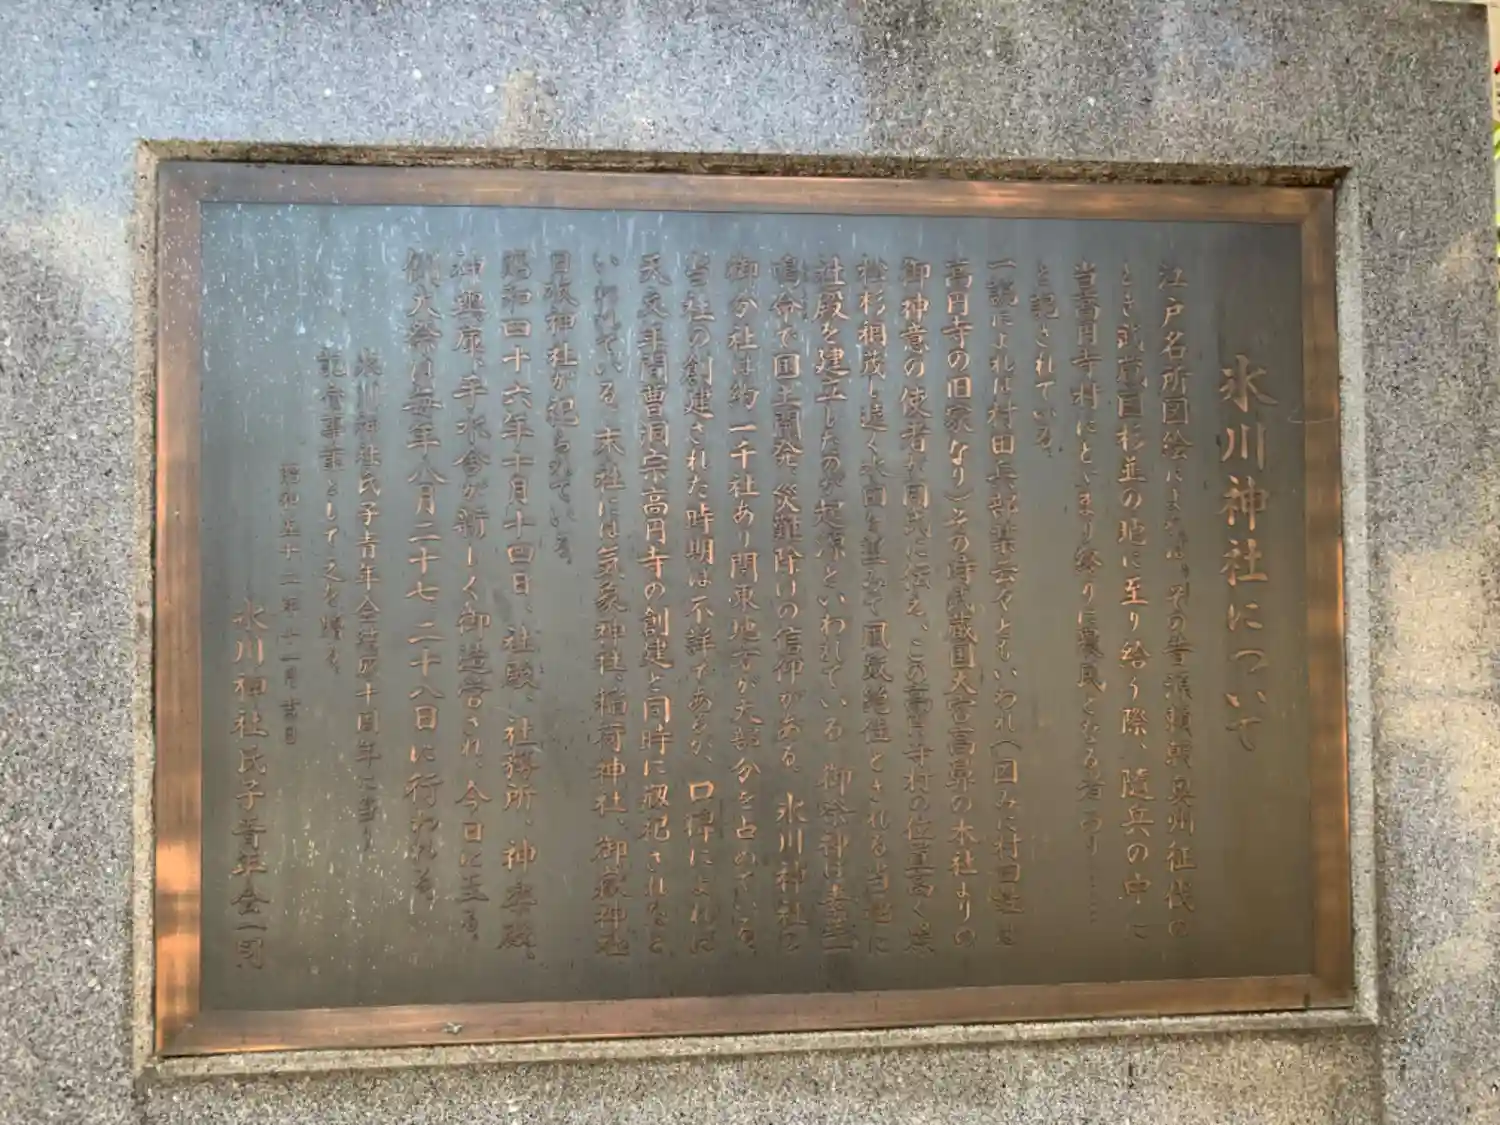 氷川神社について
江戸名所図絵によれば、その昔源頼朝奥州征伐の
とき武蔵国杉並の地に至り給う際、随兵の中に
当高円寺村にとゞまり終りに農民となる者あり……
と記されている。
一説によれば村田兵部某云々ともいわれ(因みに村田家は
高円寺の旧家なり)その時武蔵国大宮高鼻の本社よりの
御神意の使者が同氏に伝え、この高円寺村の位置高く
松杉稠茂し遠く水田を並べて風致絶佳とされる当地に
社殿を建立したのが起源といわれている。御祭神は素盞
鳴命で国土開発、災難除けの信仰がある。氷川神社は
御分社は約一千社あり関東地方が大部分を占めている。
当社の創建された時期は不詳であるが、口碑によれば
天文年間曹洞宗高円寺の創建と同時に祀されたと
いわれている。末社には気象神社、稲荷神社、御嶽神社
日枝神社が祀られている。
昭和四十六年十月十四日、社殿、社務所、神楽殿、
神輿庫、手水舎が新しく御造営され、今日に至る。
例大祭は毎年八月二十七、二十八日に行われる。
氷川神社氏子青年会結成十周年に当り
記念事業として之を贈る。
昭和五十二年十一月吉日
氷川神社氏子青年会一同